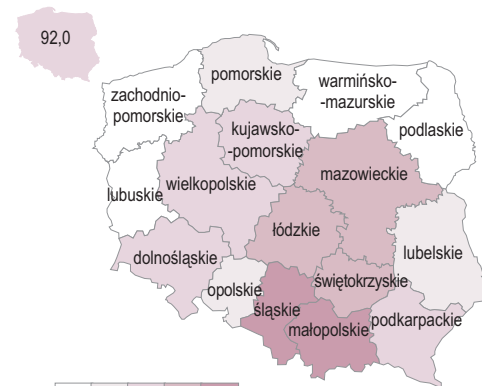 92,0
pomorskie
warmińsko-
-mazurskie
zachodnio-
pomorskie
podlaskie
kujawsko-
-pomorskie
mazowieckie
wielkopolskie
lubuskie
łódzkie
lubelskie
dolnośląskie
świętokrzyskie
opolskie
śląskie
podkarpackie
małopolskie